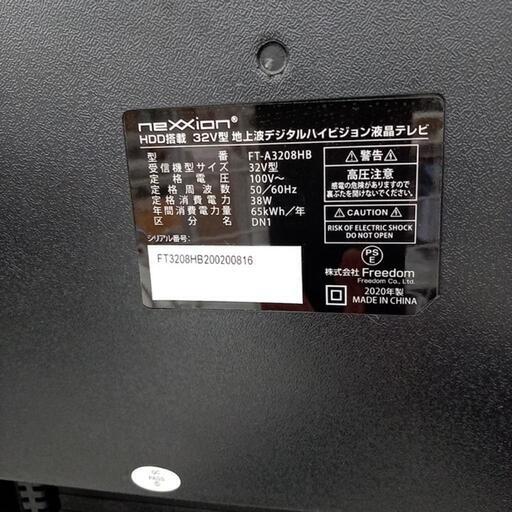 neXXion®
HDD搭載 32V型 地上波デジタルハイビジョン液晶テレビ
型 FT-A3208HB
受信機型サイズ 32V型
定格電圧 100V～
定格周波数 50/60Hz
定格消費電力 38W
年間消費電力量 65kWh/年
区分名 DN1
シリアル番号:
FT3208HB200200816
⚠警告⚠
高圧注意
感電の危険がありますので
裏ぶたを開けないでください
⚠CAUTION⚠
RISK OF ELECTRIC SHOCK
DO NOT OPEN
PS
E
株式会社 Freedom
Freedom Co., Ltd.
2020年製
MADE IN CHINA
QC
PASS